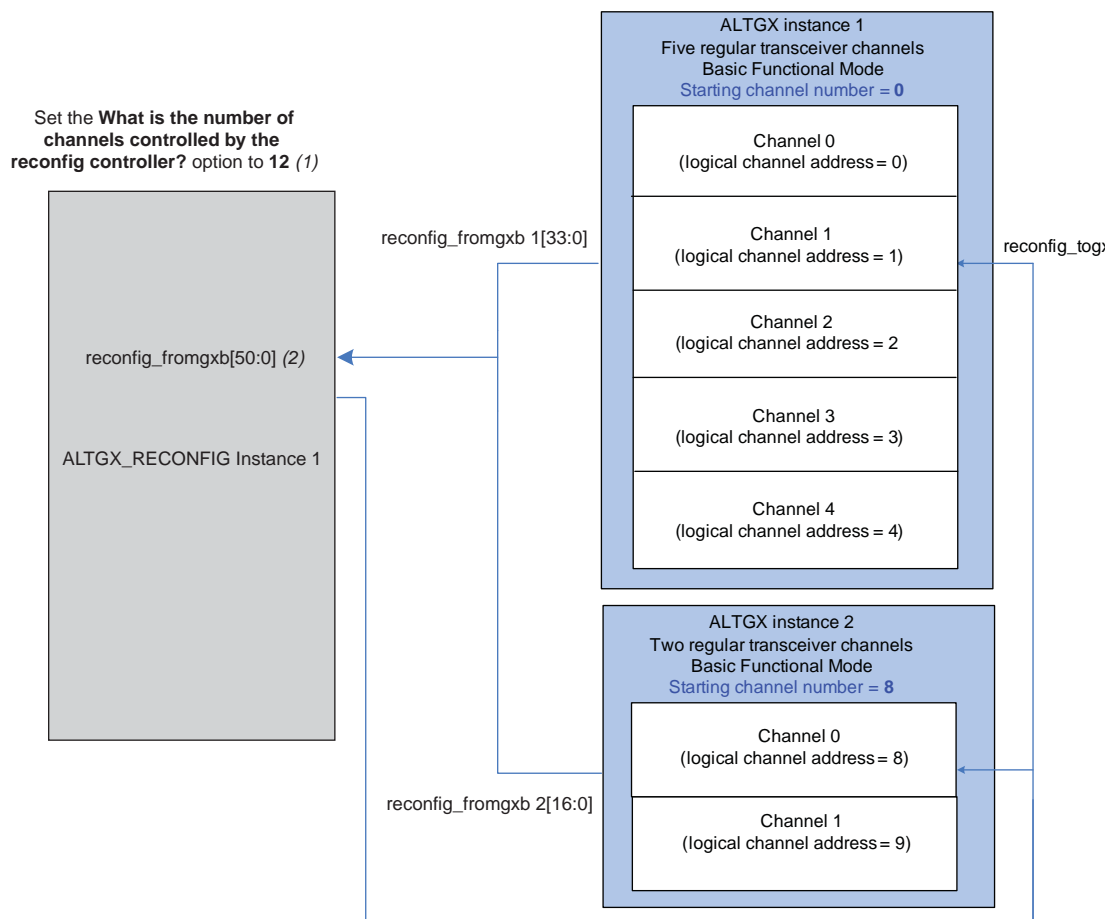 Set the What is the number of
channels controlled by the
reconfig controller? option to 12 (1)
reconfig_fromgxb[50:0] (2)
ALTGX_RECONFIG Instance 1
reconfig_fromgxb 1[33:0]
reconfig_fromgxb 2[16:0]
ALTGX instance 1
Five regular transceiver channels
Basic Functional Mode
Starting channel number = 0
Channel 0
(logical channel address = 0)
Channel 1
(logical channel address = 1)
Channel 2
(logical channel address = 2
Channel 3
(logical channel address = 3)
Channel 4
(logical channel address = 4)
ALTGX instance 2
Two regular transceiver channels
Basic Functional Mode
Starting channel number = 8
Channel 0
(logical channel address = 8)
Channel 1
(logical channel address = 9)
reconfig_togx